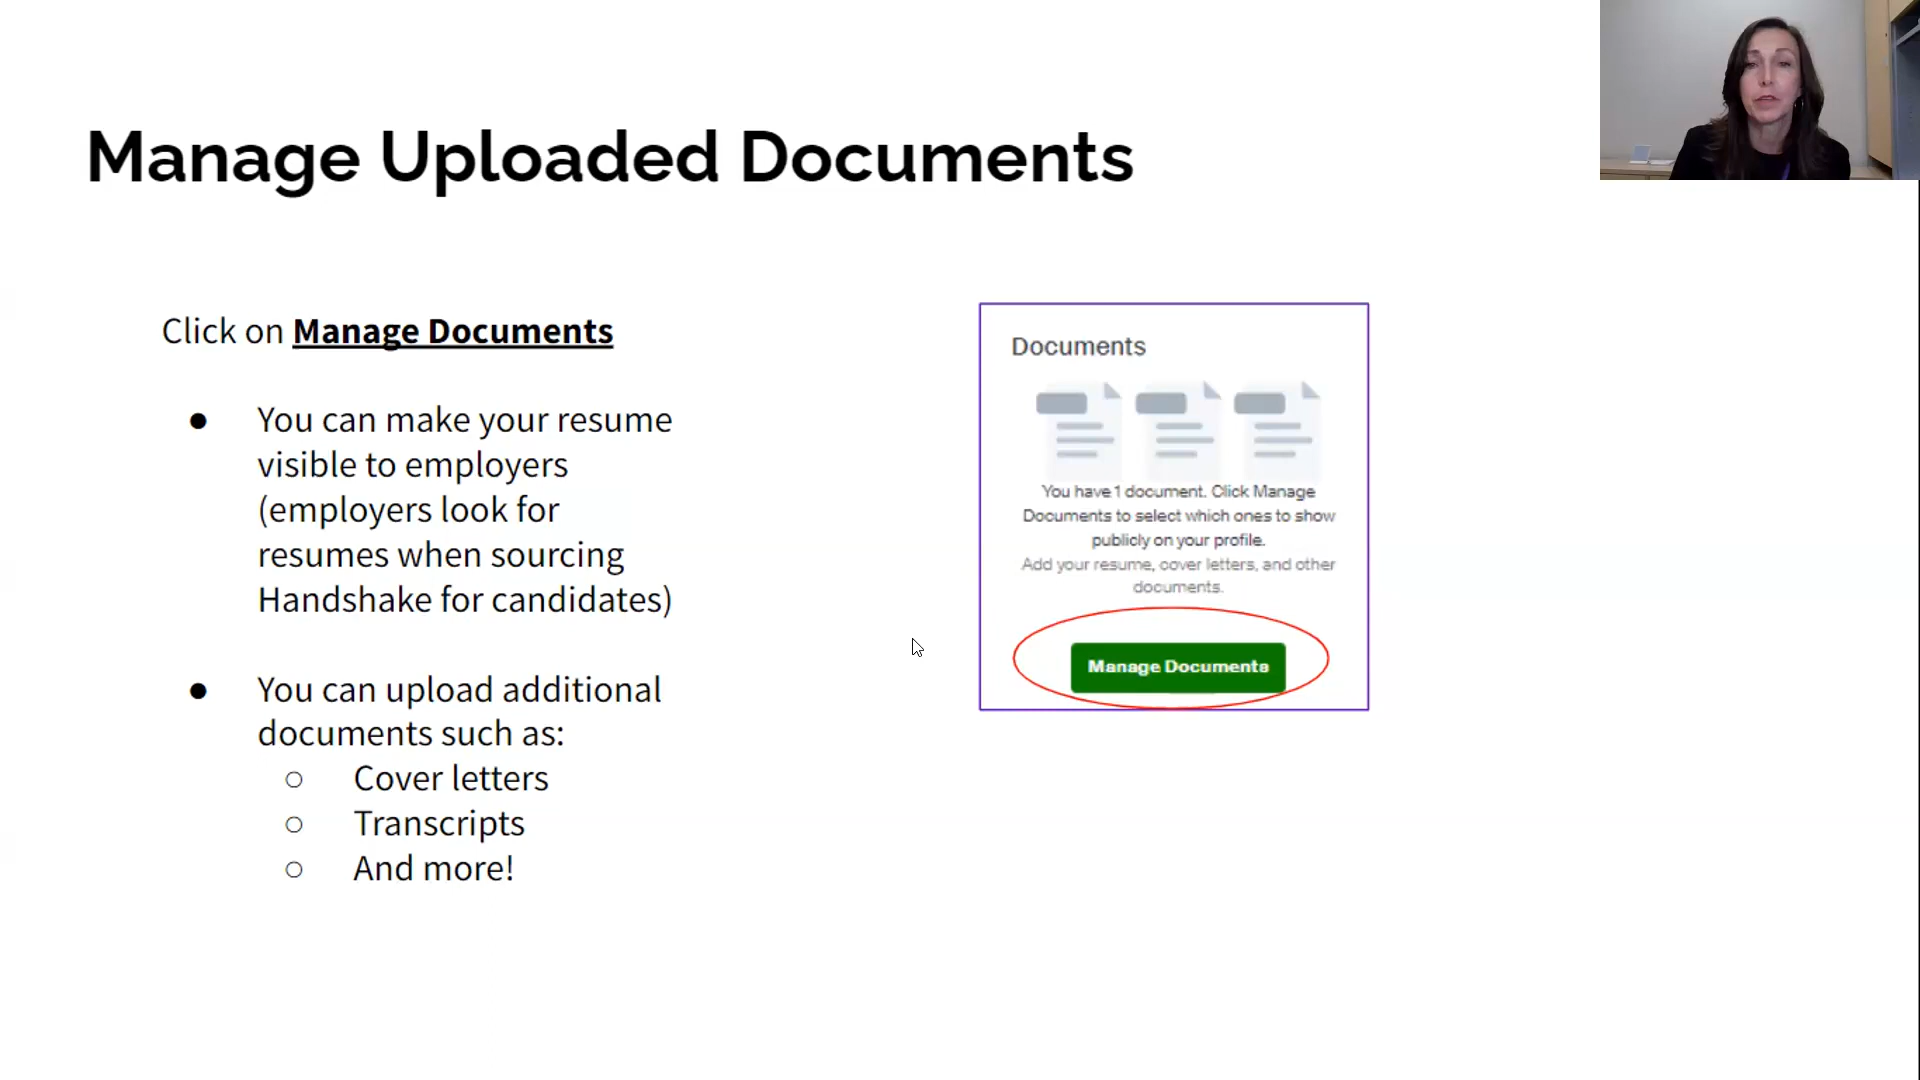 Manage Uploaded Documents
Click on Manage Documents
● You can make your resume
visible to employers
(employers look for
resumes when sourcing
Handshake for candidates)
● You can upload additional
documents such as:
○ Cover letters
○ Transcripts
○ And more!
Documents
You have 1 document. Click Manage
Documents to select which ones to show
publicly on your profile.
Add your resume, cover letters, and other
documents.
Manage Documents